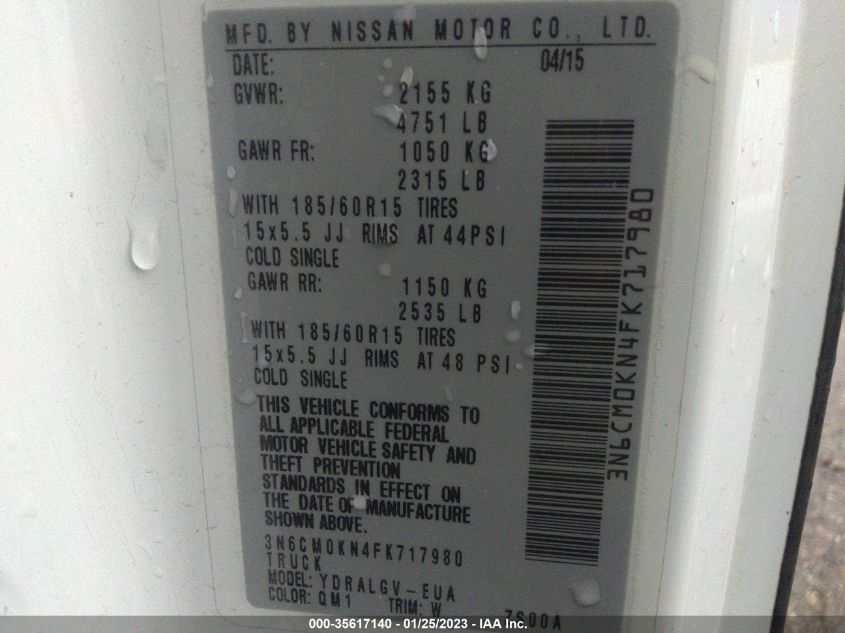 MFD. BY NISSAN MOTOR CO., LTD.
DATE: 04/15
GVWR: 2155 KG
4751 LB
GAWR FR: 1050 KG
2315 LB
WITH 185/60R15 TIRES
15x5.5 JJ RIMS AT 44PSI
COLD SINGLE
GAWR RR: 1150 KG
2535 LB
WITH 185/60R15 TIRES
15x5.5 JJ RIMS AT 48 PSI
COLD SINGLE
THIS VEHICLE CONFORMS TO
ALL APPLICABLE FEDERAL
MOTOR VEHICLE SAFETY AND
THEFT PREVENTION
STANDARDS IN EFFECT ON
THE DATE OF MANUFACTURE
SHOWN ABOVE.
3N6CM0KN4FK717980
TRUCK
MODEL: YDRALGV-EUA
COLOR: QM1 TRIM: W 7600A
3N6CM0KN4FK717980
000-35617140 - 01/25/2023 - IAA Inc.